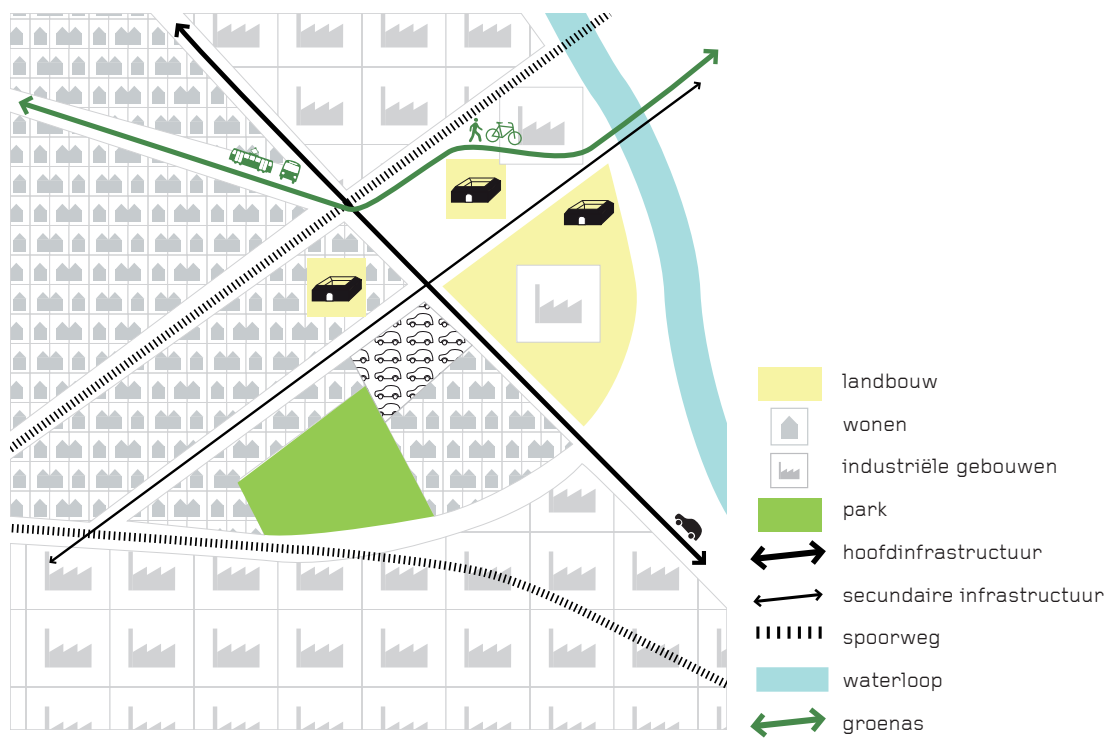 landbouw
wonen
industriële gebouwen
park
hoofdinfrastructuur
secundaire infrastructuur
spoorweg
waterloop
groenas